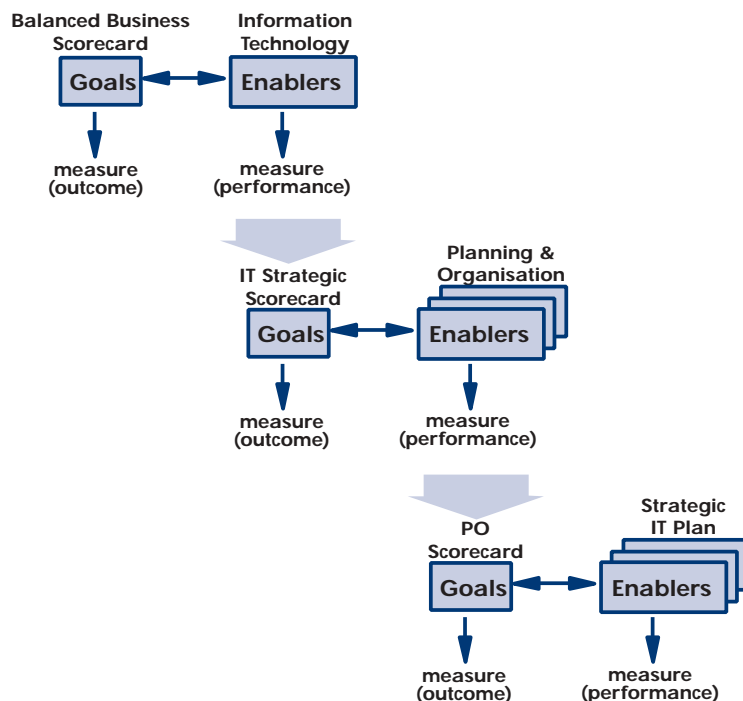 Balanced Business
Scorecard
Information
Technology
Goals
Enablers
measure
(outcome)
measure
(performance)
IT Strategic
Scorecard
Planning &
Organisation
Goals
Enablers
measure
(outcome)
measure
(performance)
PO
Scorecard
Strategic
IT Plan
Goals
Enablers
measure
(outcome)
measure
(performance)